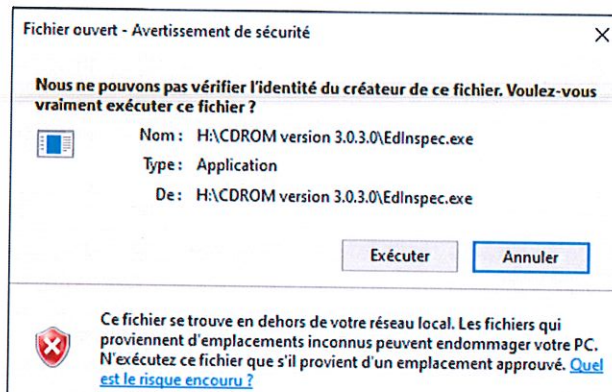 Fichier ouvert - Avertissement de sécurité
Nous ne pouvons pas vérifier l'identité du créateur de ce fichier. Voulez-vous
vraiment exécuter ce fichier ?
Nom : H:\CDROM version 3.0.3.0\EdInspec.exe
Type : Application
De : H:\CDROM version 3.0.3.0\EdInspec.exe
Exécuter Annuler
Ce fichier se trouve en dehors de votre réseau local. Les fichiers qui
proviennent d'emplacements inconnus peuvent endommager votre PC.
N'exécutez ce fichier que s'il provient d'un emplacement approuvé. Quel
est le risque encouru ?